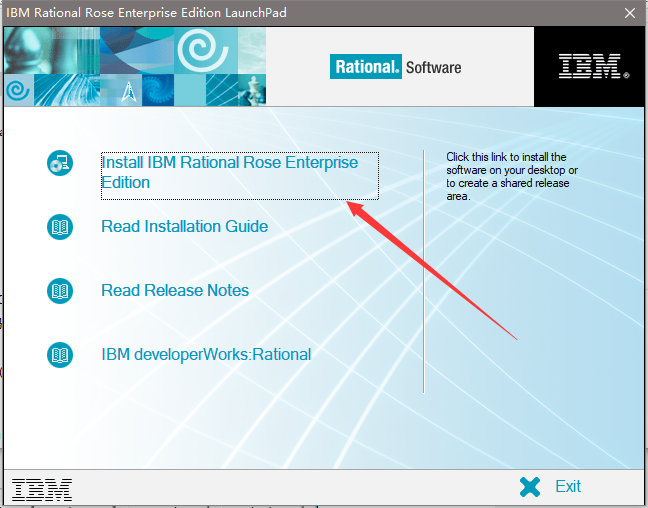 IBM Rational Rose Enterprise Edition LaunchPad
Rational. Software
IBM
Install IBM Rational Rose Enterprise
Edition
Click this link to install the
software on your desktop or
to create a shared release
area.
Read Installation Guide
Read Release Notes
IBM developerWorks:Rational
IBM
Exit